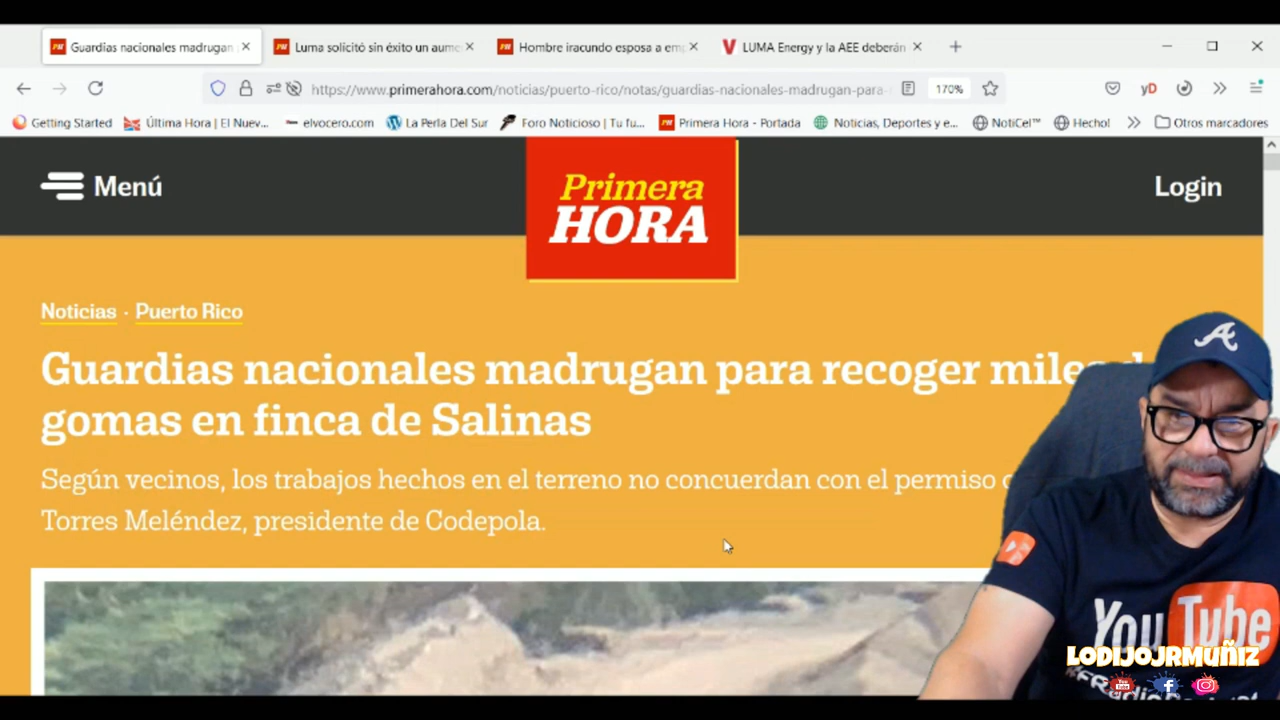 Guardias nacionales madrugan
Luma solicitó sin éxito un aume
Hombre iracundo esposa a em
LUMA Energy y la AEE deberán
https://www.primerahora.com/noticias/puerto-rico/notas/guardias-nacionales-madrugan-para-
170%
yD
Getting Started
Última Hora | El Nuev...
elvocero.com
La Perla Del Sur
Foro Noticioso | Tu fu...
Primera Hora - Portada
Noticias, Deportes y e...
NotiCel™
Hecho!
Otros marcadores
Menú
Primera
HORA
Login
Noticias · Puerto Rico
Guardias nacionales madrugan para recoger miles
gomas en finca de Salinas
Según vecinos, los trabajos hechos en el terreno no concuerdan con el permiso
Torres Meléndez, presidente de Codepola.
YouTube
LODIJOJRMUÑIZ